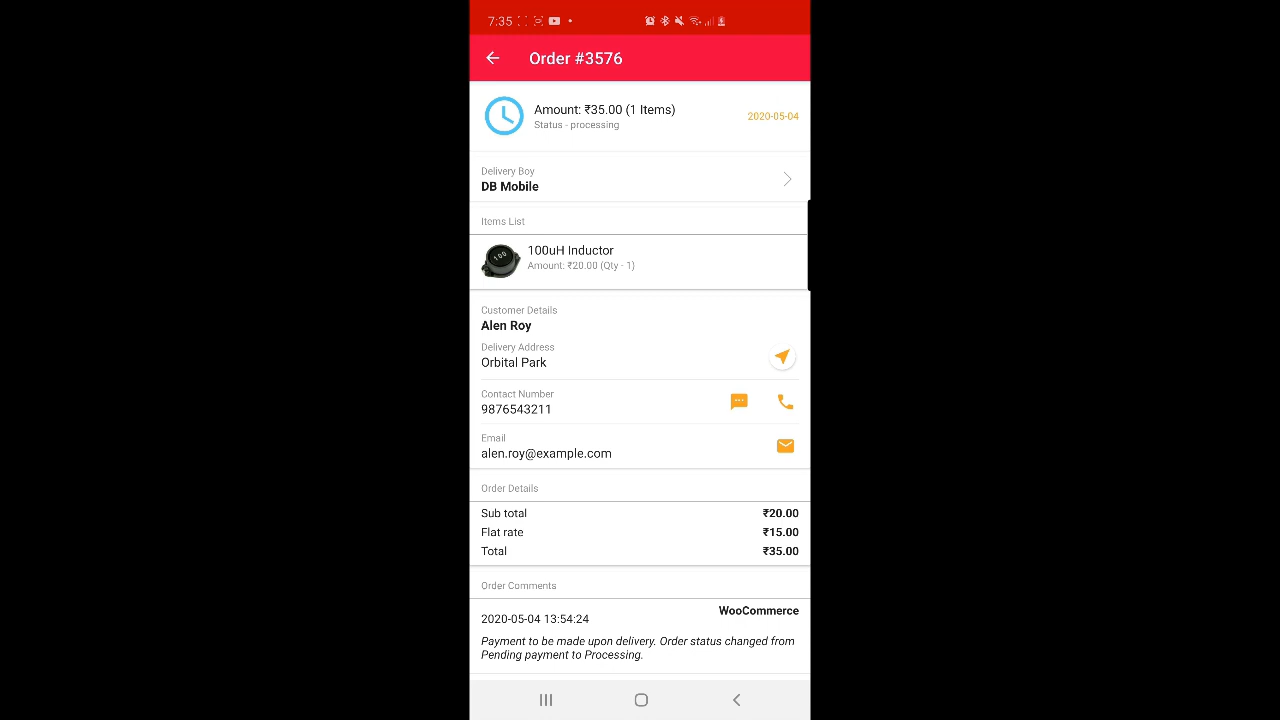 7:35
Order #3576
Amount: ₹35.00 (1 Items)
Status - processing
2020-05-04
Delivery Boy
DB Mobile
Items List
100
100uH Inductor
Amount: ₹20.00 (Qty - 1)
Customer Details
Alen Roy
Delivery Address
Orbital Park
Contact Number
9876543211
Email
alen.roy@example.com
Order Details
Sub total ₹20.00
Flat rate ₹15.00
Total ₹35.00
Order Comments
WooCommerce
2020-05-04 13:54:24
Payment to be made upon delivery. Order status changed from
Pending payment to Processing.